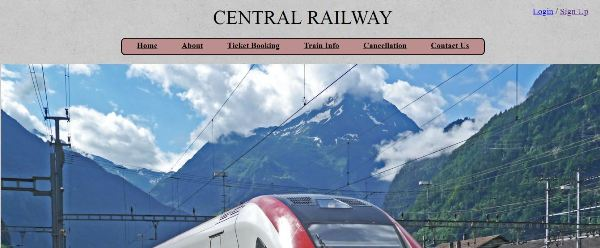 CENTRAL RAILWAY
Login / Sign Up
Home About Ticket Booking Train Info Cancellation Contact Us